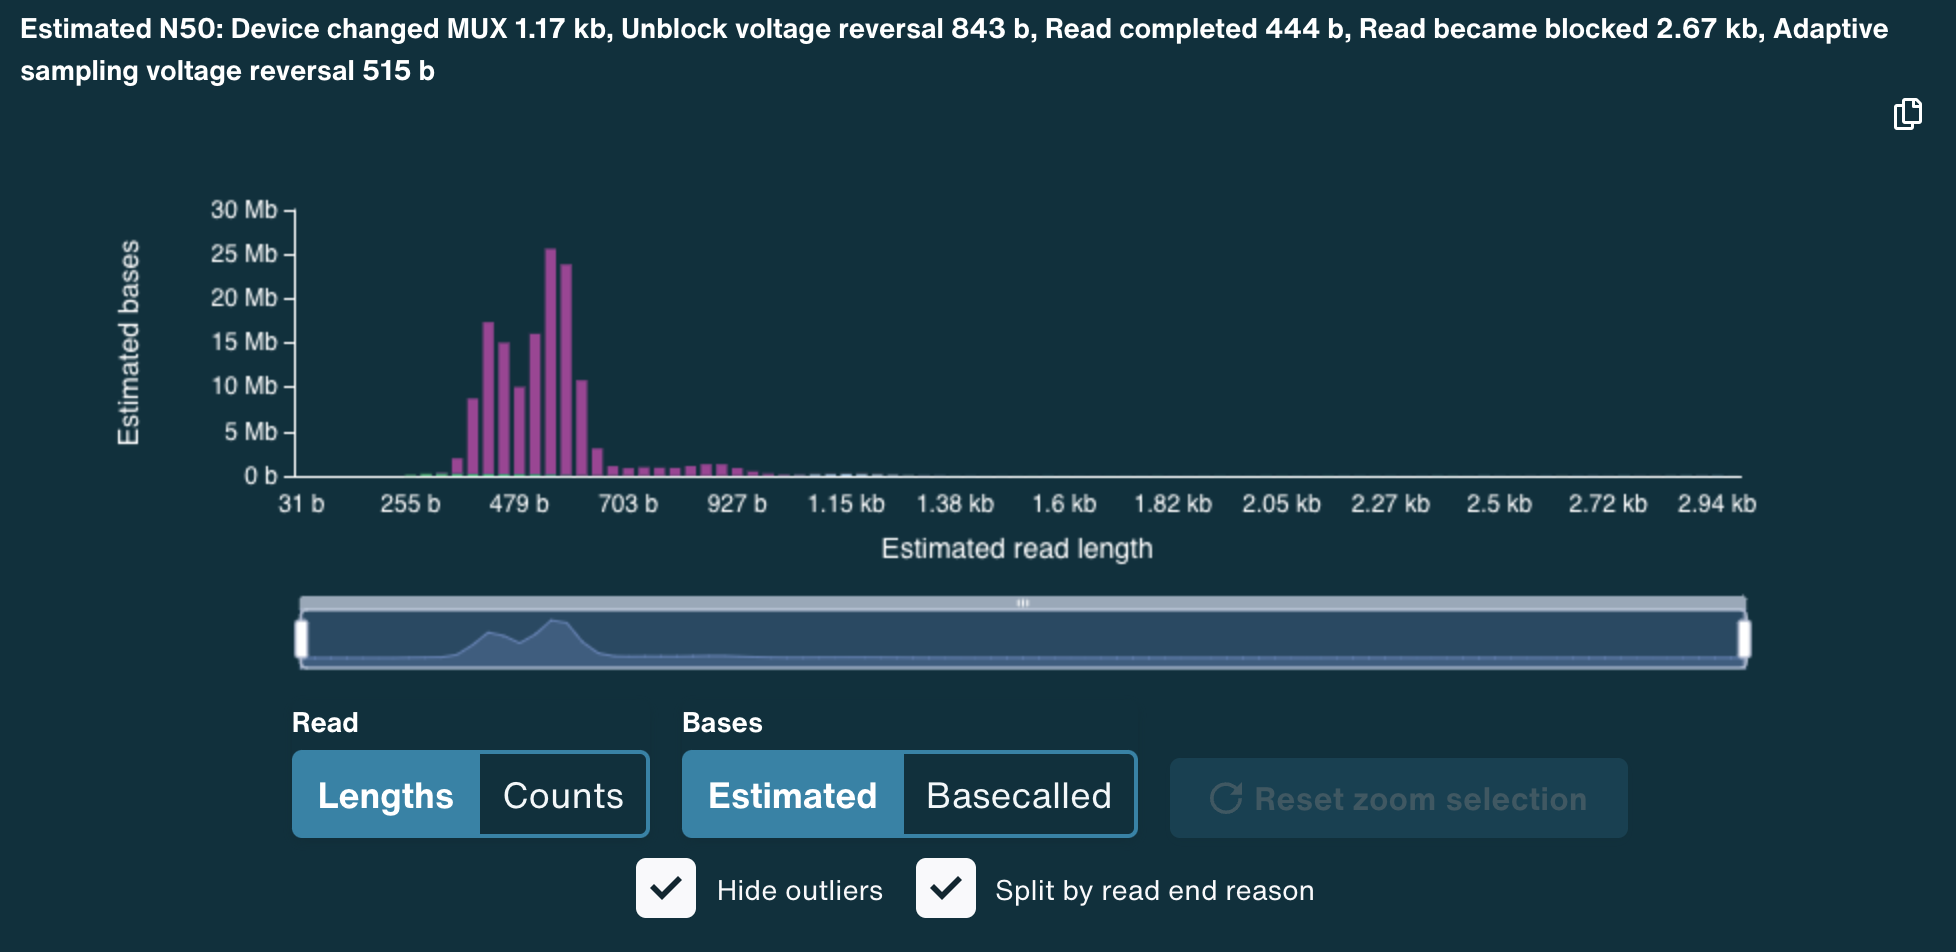 Estimated N50: Device changed MUX 1.17 kb, Unblock voltage reversal 843 b, Read completed 444 b, Read became blocked 2.67 kb, Adaptive
sampling voltage reversal 515 b
Estimated bases
30 Mb
25 Mb
20 Mb
15 Mb
10 Mb
5 Mb
0 b
31 b 255 b 479 b 703 b 927 b 1.15 kb 1.38 kb 1.6 kb 1.82 kb 2.05 kb 2.27 kb 2.5 kb 2.72 kb 2.94 kb
Estimated read length
Read Bases
Lengths Counts Estimated Basecalled Reset zoom selection
Hide outliers Split by read end reason